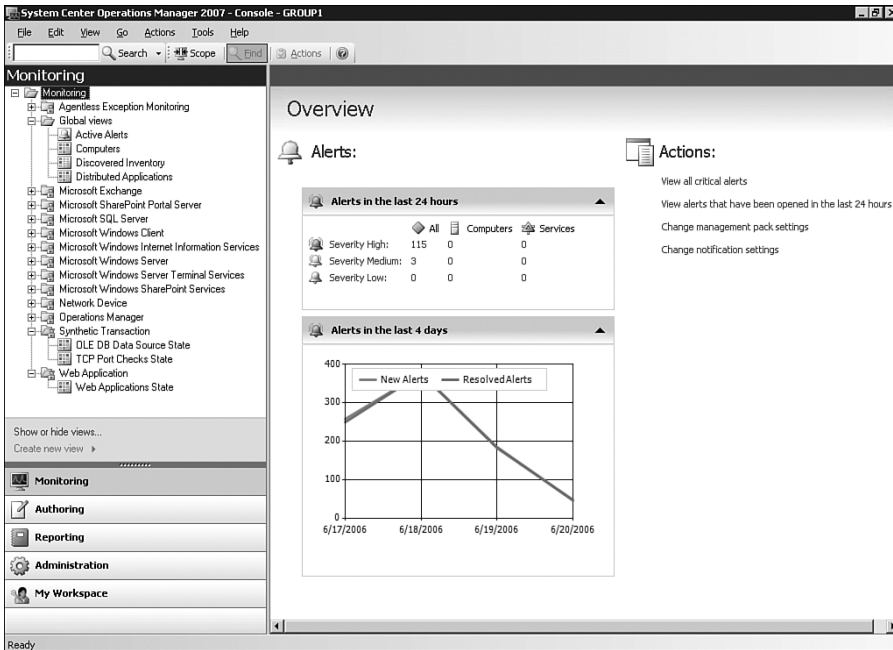 System Center Operations Manager 2007 - Console - GROUP1
File Edit View Go Actions Tools Help
Search Scope Find Actions
Monitoring
Monitoring
Agentless Exception Monitoring
Global views
Active Alerts
Computers
Discovered Inventory
Distributed Applications
Microsoft Exchange
Microsoft SharePoint Portal Server
Microsoft SQL Server
Microsoft Windows Client
Microsoft Windows Internet Information Services
Microsoft Windows Server
Microsoft Windows Server Terminal Services
Microsoft Windows SharePoint Services
Network Device
Operations Manager
Synthetic Transaction
OLE DB Data Source State
TCP Port Checks State
Web Application
Web Applications State
Show or hide views...
Create new view
Monitoring
Authoring
Reporting
Administration
My Workspace
Ready
Overview
Alerts:
Alerts in the last 24 hours
All Computers Services
Severity High: 115 0 0
Severity Medium: 3 0 0
Severity Low: 0 0 0
Alerts in the last 4 days
New Alerts ResolvedAlerts
400
300
200
100
0
6/17/2006 6/18/2006 6/19/2006 6/20/2006
Actions:
View all critical alerts
View alerts that have been opened in the last 24 hours
Change management pack settings
Change notification settings